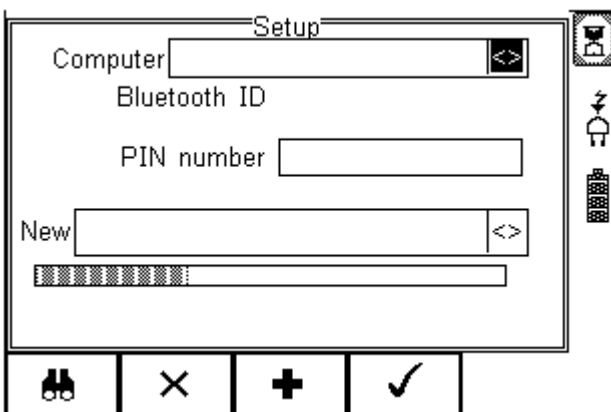 Setup
Computer <>
Bluetooth ID
PIN number
New <>